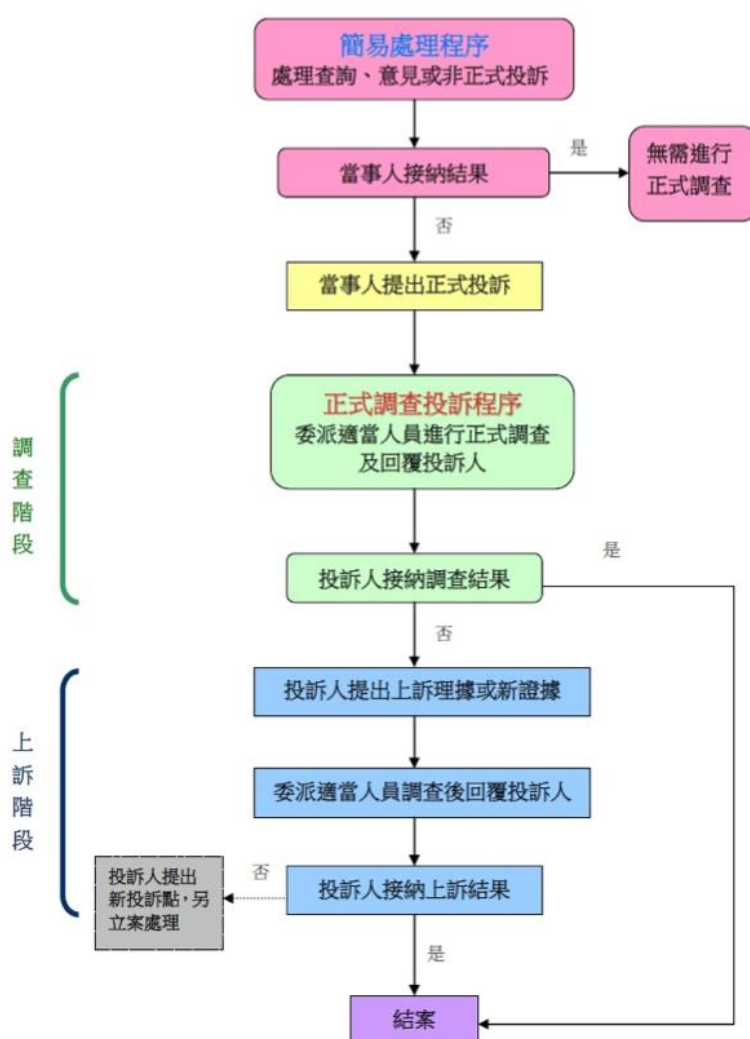 簡易處理程序
處理查詢、意見或非正式投訴
是
無需進行
正式調查
當事人接納結果
否
當事人提出正式投訴
調查階段
正式調查投訴程序
委派適當人員進行正式調查
及回覆投訴人
是
投訴人接納調查結果
否
上訴階段
投訴人提出上訴理據或新證據
委派適當人員調查後回覆投訴人
投訴人提出
新投訴點，另
立案處理
否
投訴人接納上訴結果
是
結案